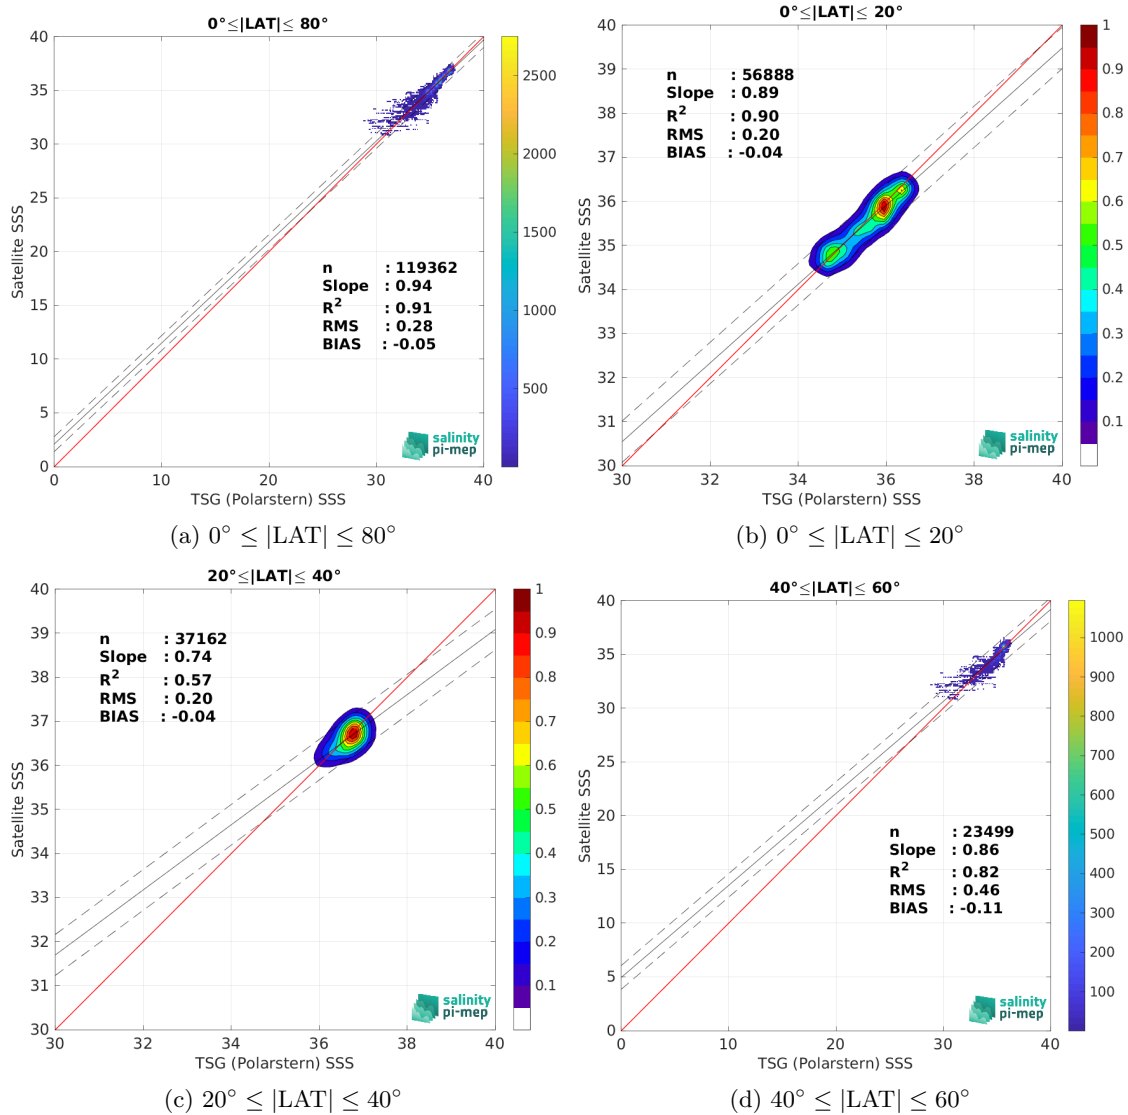 0°≤|LAT|≤ 80°
40
35
30
25
20
15
10
5
0
0
10
20
30
40
Satellite SSS
TSG (Polarstern) SSS
n : 119362
Slope : 0.94
R² : 0.91
RMS : 0.28
BIAS : -0.05
salinity
pi-mep
2500
2000
1500
1000
500
(a) 0° ≤ |LAT| ≤ 80°
0°≤|LAT|≤ 20°
40
39
38
37
36
35
34
33
32
31
30
30
32
34
36
38
40
Satellite SSS
TSG (Polarstern) SSS
n : 56888
Slope : 0.89
R² : 0.90
RMS : 0.20
BIAS : -0.04
salinity
pi-mep
1
0.9
0.8
0.7
0.6
0.5
0.4
0.3
0.2
0.1
(b) 0° ≤ |LAT| ≤ 20°
20°≤|LAT|≤ 40°
40
39
38
37
36
35
34
33
32
31
30
30
32
34
36
38
40
Satellite SSS
TSG (Polarstern) SSS
n : 37162
Slope : 0.74
R² : 0.57
RMS : 0.20
BIAS : -0.04
salinity
pi-mep
1
0.9
0.8
0.7
0.6
0.5
0.4
0.3
0.2
0.1
(c) 20° ≤ |LAT| ≤ 40°
40°≤|LAT|≤ 60°
40
35
30
25
20
15
10
5
0
0
10
20
30
40
Satellite SSS
TSG (Polarstern) SSS
n : 23499
Slope : 0.86
R² : 0.82
RMS : 0.46
BIAS : -0.11
salinity
pi-mep
1000
900
800
700
600
500
400
300
200
100
(d) 40° ≤ |LAT| ≤ 60°